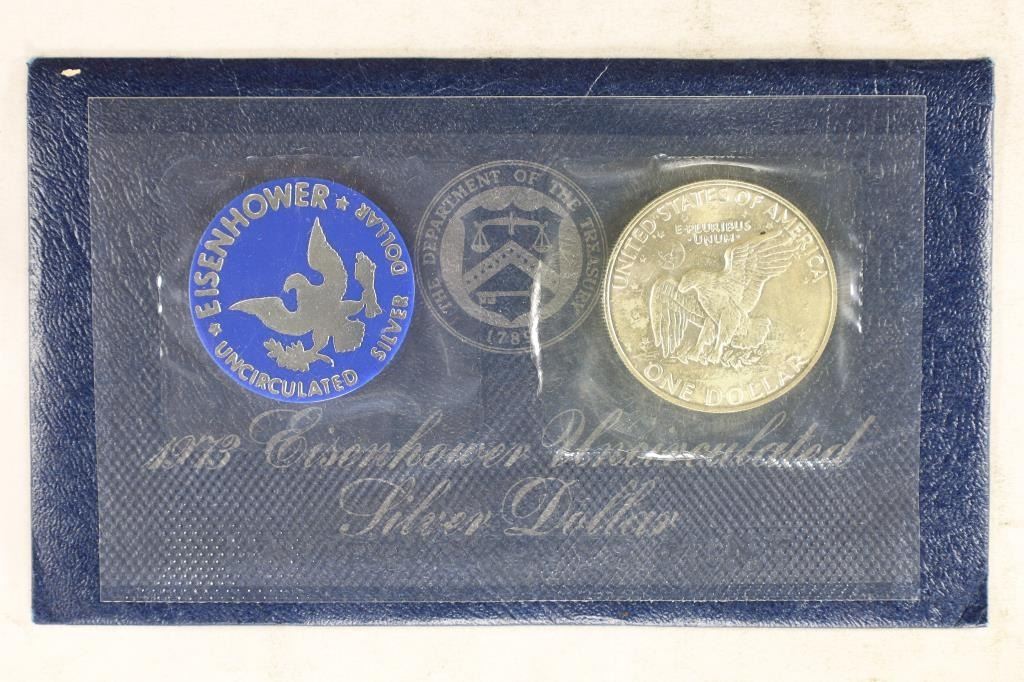 ★ EISENHOWER ★
UNCIRCULATED SILVER DOLLAR
THE DEPARTMENT OF THE TREASURY
1789
UNITED STATES OF AMERICA
E·PLURIBUS
·UNUM·
ONE DOLLAR
1973 Eisenhower Uncirculated
Silver Dollar